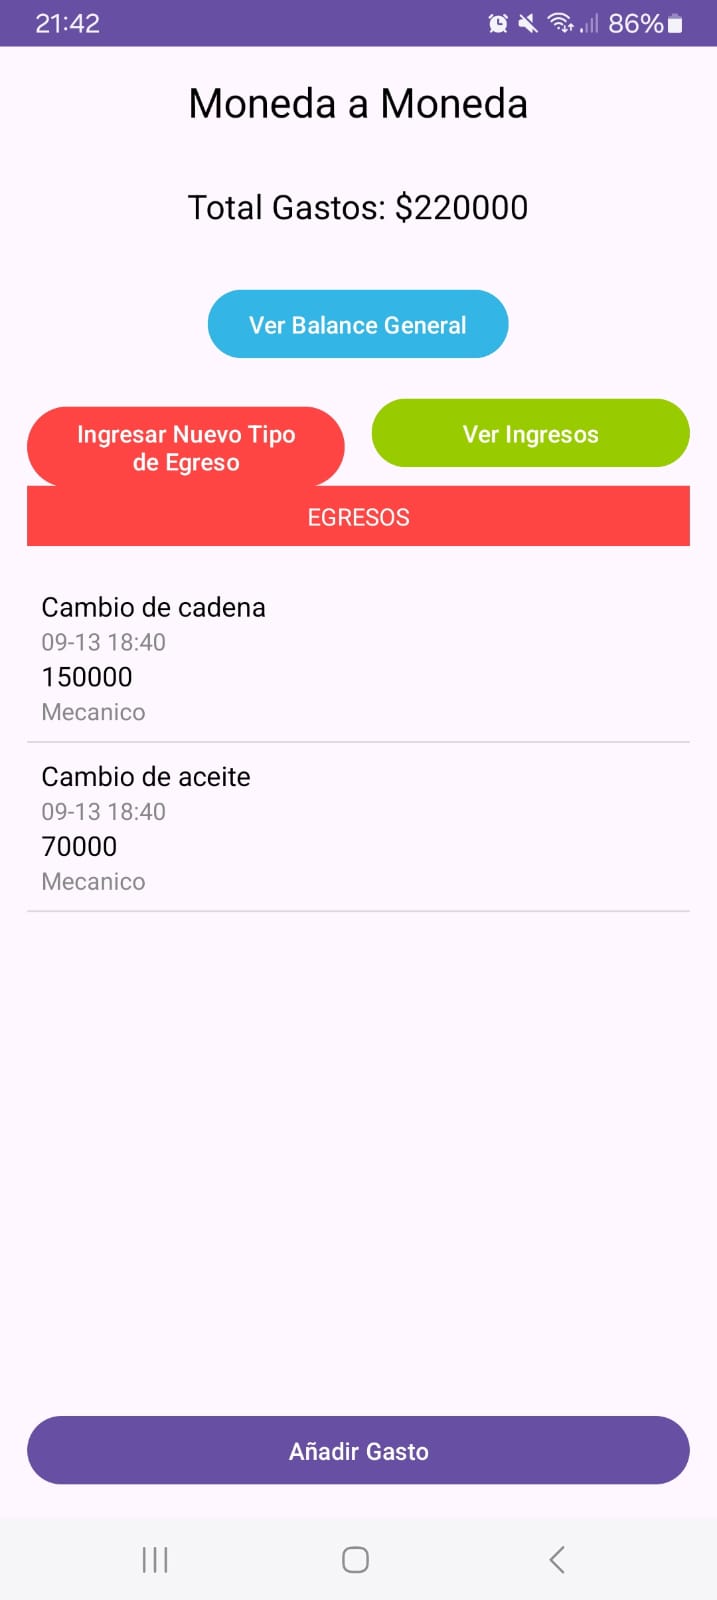 21:42 86%
Moneda a Moneda
Total Gastos: $220000
Ver Balance General
Ingresar Nuevo Tipo
de Egreso
Ver Ingresos
EGRESOS
Cambio de cadena
09-13 18:40
150000
Mecanico
Cambio de aceite
09-13 18:40
70000
Mecanico
Añadir Gasto